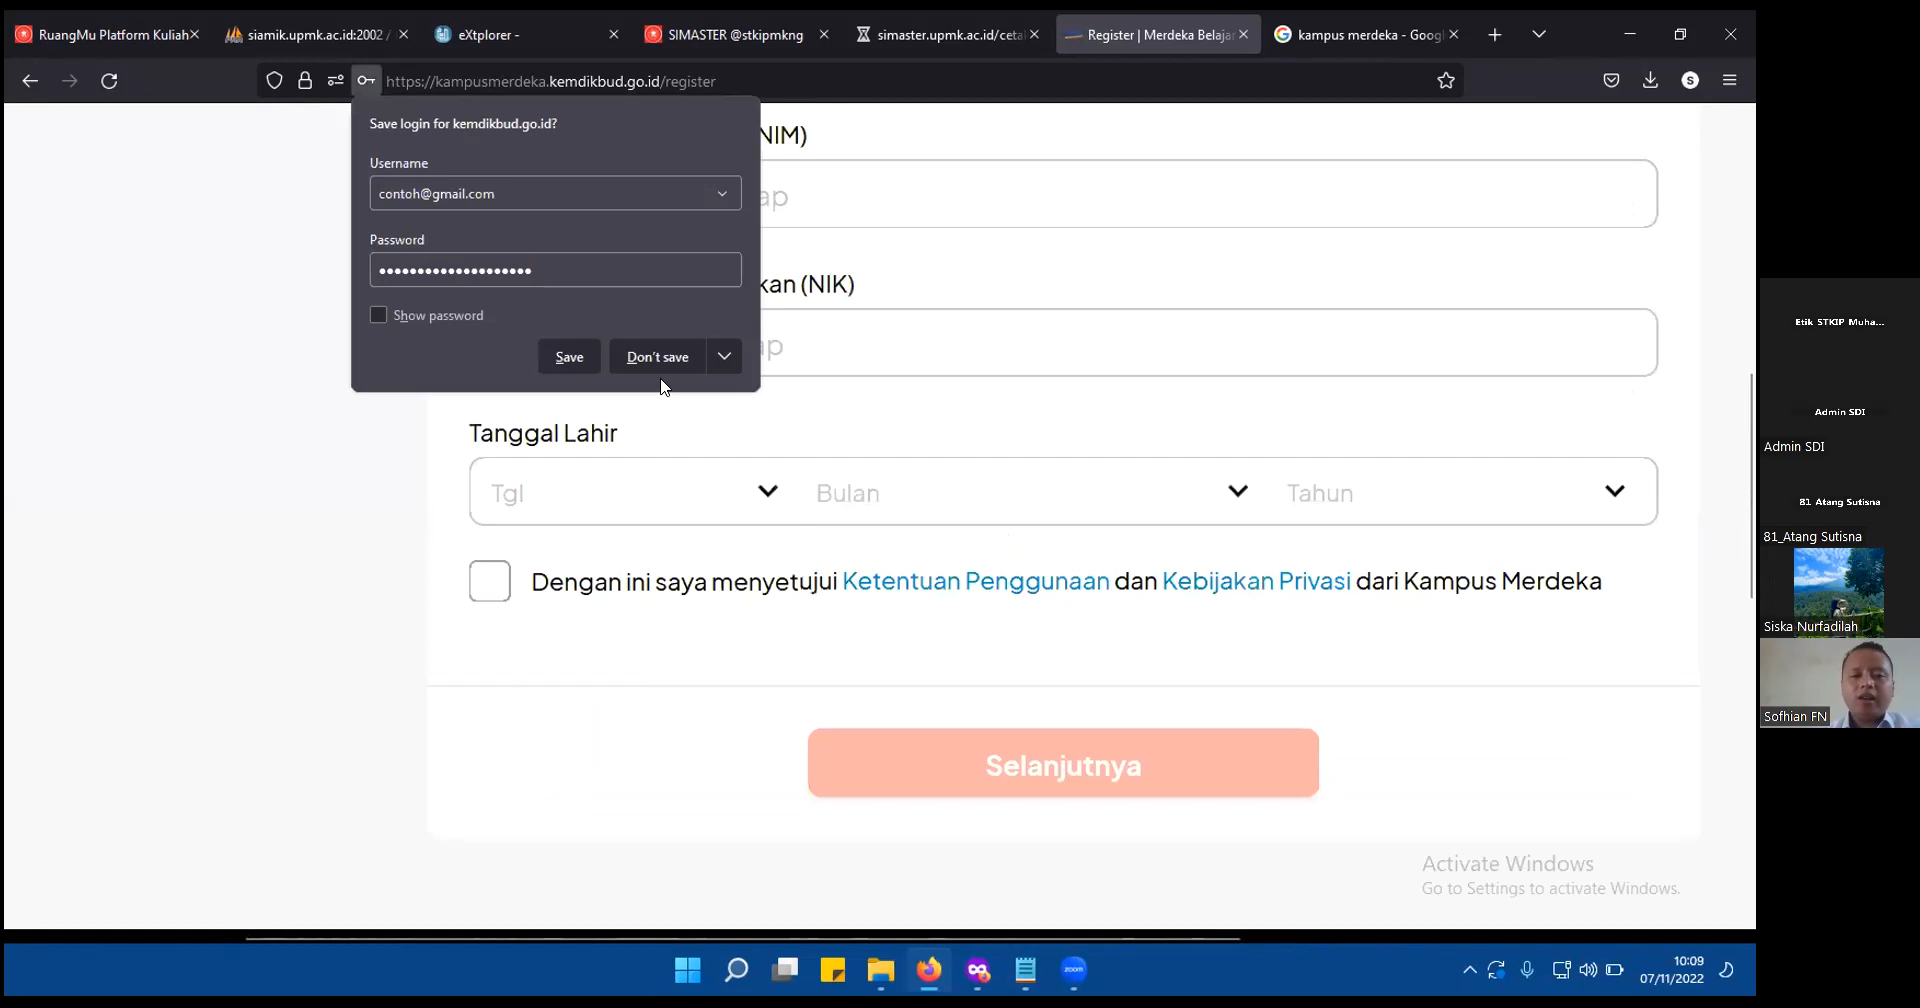 RuangMu Platform Kuliah
siamik.upmk.ac.id:2002 /
eXtplorer -
SIMASTER @stkipmkng
simaster.upmk.ac.id/ceta
Register | Merdeka Belajar
kampus merdeka - Goog
https://kampusmerdeka.kemdikbud.go.id/register
S
Save login for kemdikbud.go.id?
Username
contoh@gmail.com
Password
Show password
Save
Don't save
NIM)
ap
kan (NIK)
ap
Tanggal Lahir
Tgl
Bulan
Tahun
Dengan ini saya menyetujui Ketentuan Penggunaan dan Kebijakan Privasi dari Kampus Merdeka
Selanjutnya
Activate Windows
Go to Settings to activate Windows.
Etik STKIP Muha...
Admin SDI
Admin SDI
81 Atang Sutisna
81_Atang Sutisna
Siska Nurfadilah
Sofhian FN
zoom
10:09
07/11/2022